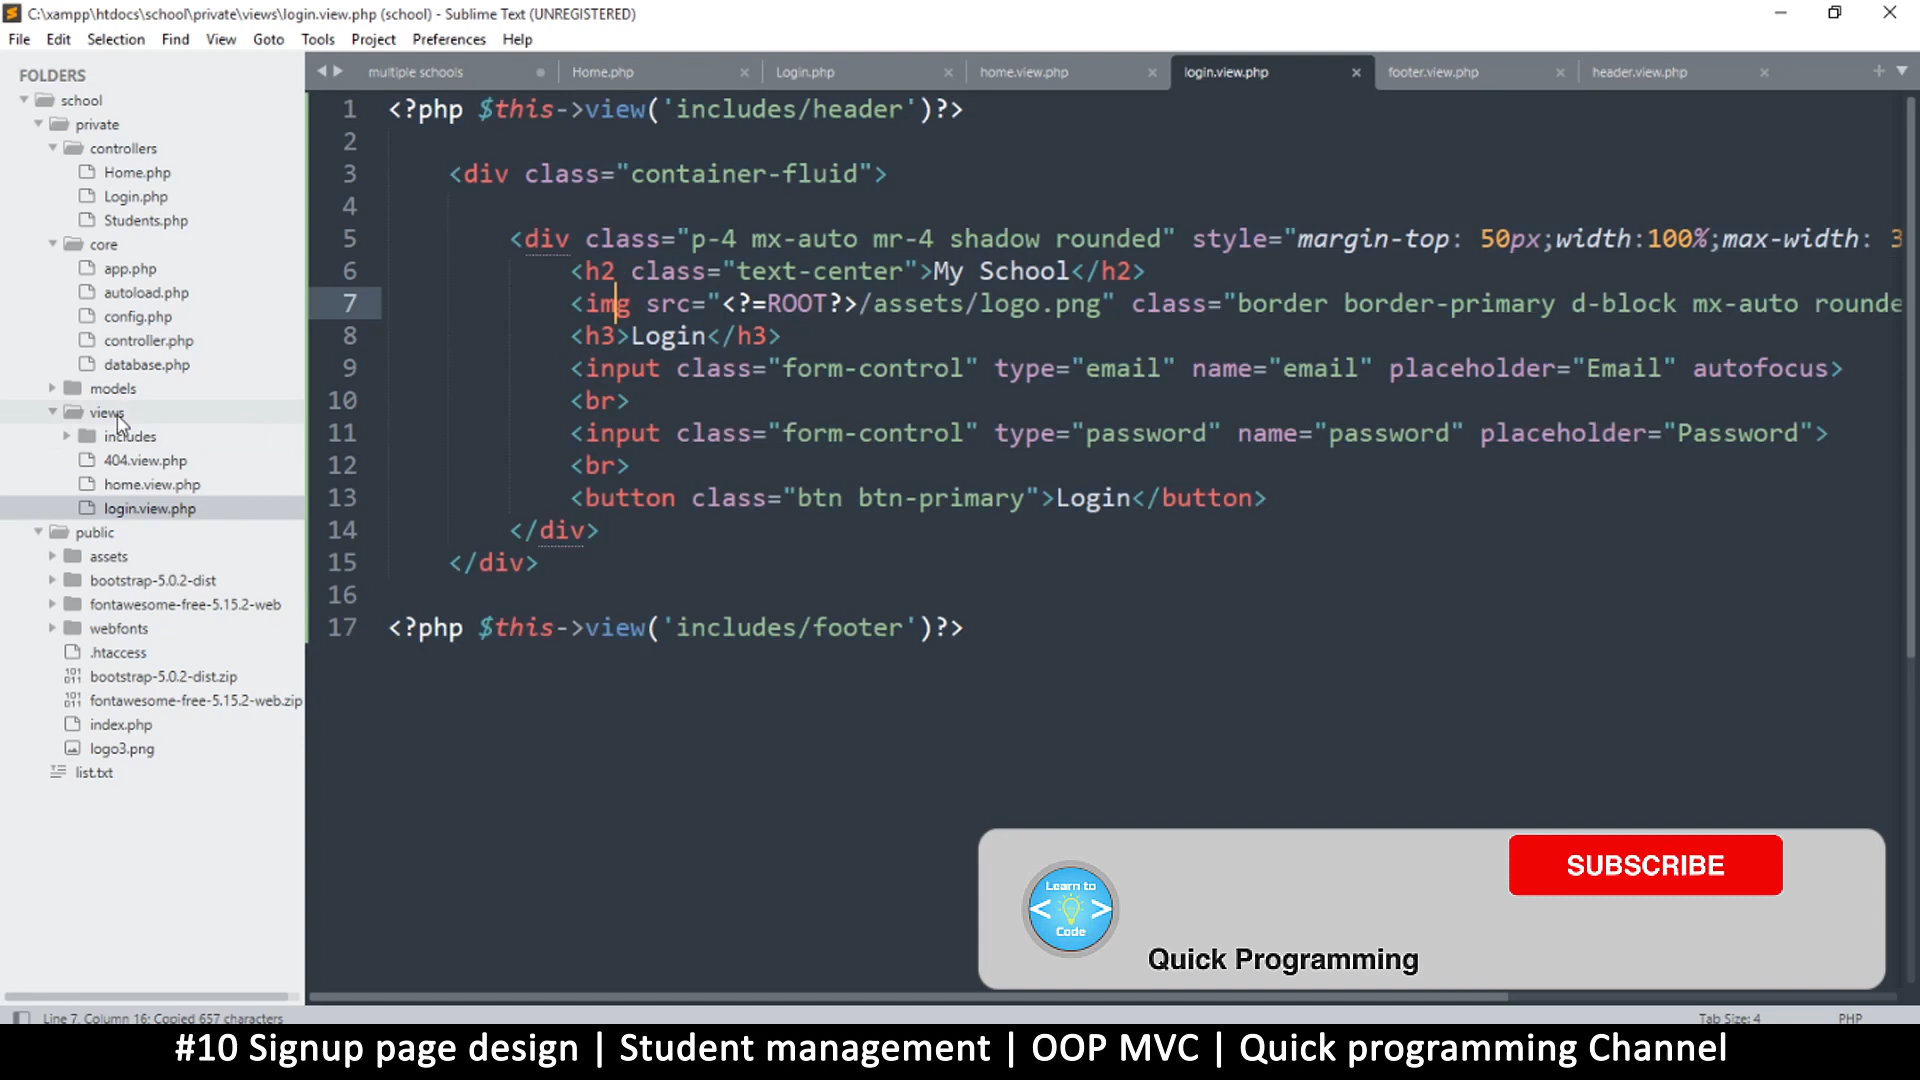 C:\xampp\htdocs\school\private\views\login.view.php (school) - Sublime Text (UNREGISTERED)
File Edit Selection Find View Goto Tools Project Preferences Help
FOLDERS
school
private
controllers
Home.php
Login.php
Students.php
core
app.php
autoload.php
config.php
controller.php
database.php
models
views
includes
404.view.php
home.view.php
login.view.php
public
assets
bootstrap-5.0.2-dist
fontawesome-free-5.15.2-web
webfonts
.htaccess
bootstrap-5.0.2-dist.zip
fontawesome-free-5.15.2-web.zip
index.php
logo3.png
list.txt
multiple schools Home.php Login.php home.view.php login.view.php footer.view.php header.view.php
1 <?php $this->view('includes/header')?>
2
3 <div class="container-fluid">
4
5 <div class="p-4 mx-auto mr-4 shadow rounded" style="margin-top: 50px;width:100%;max-width: 3
6 <h2 class="text-center">My School</h2>
7 <img src="<?=ROOT?>/assets/logo.png" class="border border-primary d-block mx-auto rounde
8 <h3>Login</h3>
9 <input class="form-control" type="email" name="email" placeholder="Email" autofocus>
10 <br>
11 <input class="form-control" type="password" name="password" placeholder="Password">
12 <br>
13 <button class="btn btn-primary">Login</button>
14 </div>
15 </div>
16
17 <?php $this->view('includes/footer')?>
Learn to
< >
Code
SUBSCRIBE
Quick Programming
Line 7, Column 16; Copied 657 characters Tab Size: 4 PHP
#10 Signup page design | Student management | OOP MVC | Quick programming Channel